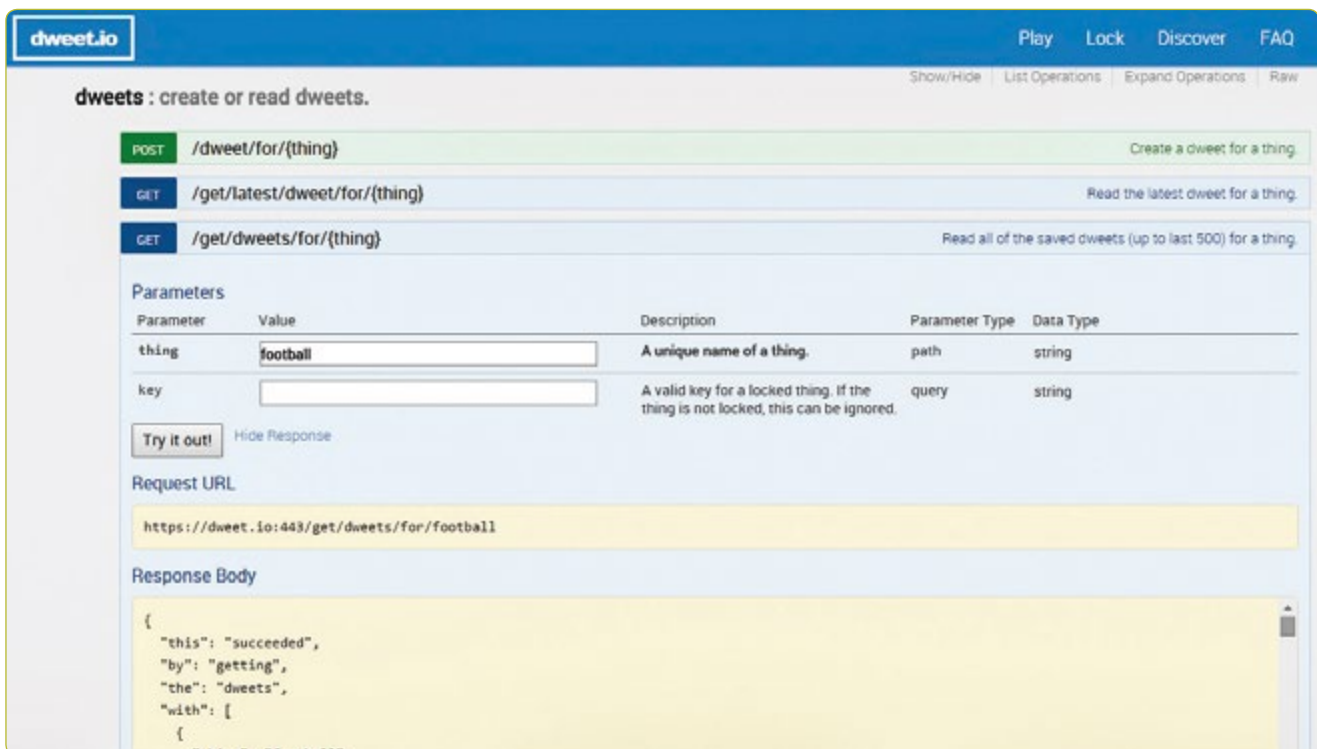 dweet.io
Play Lock Discover FAQ
Show/Hide List Operations Expand Operations Raw
dweets : create or read dweets.
POST /dweet/for/{thing} Create a dweet for a thing.
GET /get/latest/dweet/for/{thing} Read the latest dweet for a thing.
GET /get/dweets/for/{thing} Read all of the saved dweets (up to last 500) for a thing.
Parameters
Parameter Value Description Parameter Type Data Type
thing football A unique name of a thing. path string
key A valid key for a locked thing. If the query string
thing is not locked, this can be ignored.
Try it out! Hide Response
Request URL
https://dweet.io:443/get/dweets/for/football
Response Body
{
"this": "succeeded",
"by": "getting",
"the": "dweets",
"with": [
{